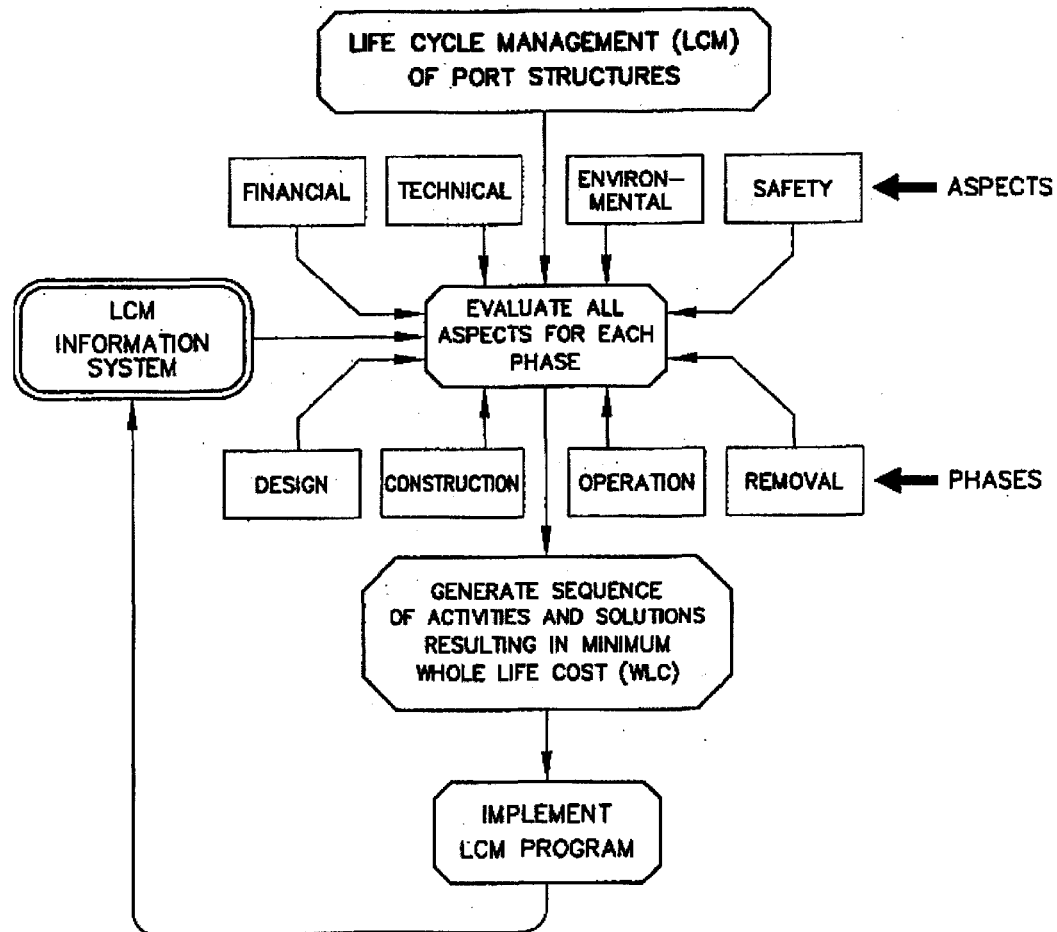 LIFE CYCLE MANAGEMENT (LCM)
OF PORT STRUCTURES
FINANCIAL
TECHNICAL
ENVIRON-
MENTAL
SAFETY
ASPECTS
LCM
INFORMATION
SYSTEM
EVALUATE ALL
ASPECTS FOR EACH
PHASE
DESIGN
CONSTRUCTION
OPERATION
REMOVAL
PHASES
GENERATE SEQUENCE
OF ACTIVITIES AND SOLUTIONS
RESULTING IN MINIMUM
WHOLE LIFE COST (WLC)
IMPLEMENT
LCM PROGRAM